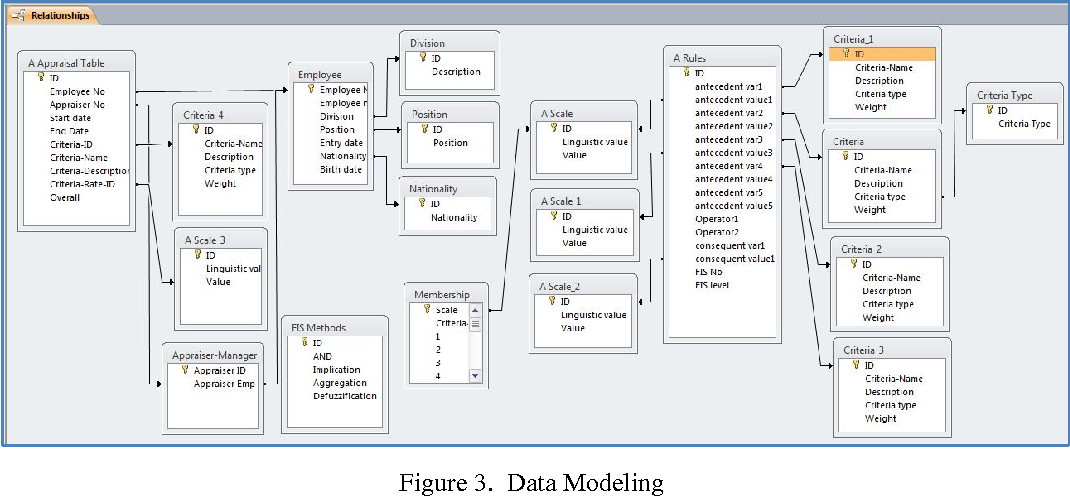 Relationships
A Appraisal Table
ID
Employee No
Appraiser No
Start date
End Date
Criteria-ID
Criteria-Name
Criteria-Description
Criteria-Rate-ID
Overall
Criteria 4
ID
Criteria-Name
Description
Criteria type
Weight
A Scale 3
ID
Linguistic val
Value
Appraiser-Manager
Appraiser ID
Appraiser Emp
Employee
Employee N
Employee n
Division
Position
Entry date
Nationality
Birth date
FIS Methods
ID
AND
Implication
Aggregation
Defuzzification
Division
ID
Description
Position
ID
Position
Nationality
ID
Nationality
Membership
Scale
Criteria-
1
2
3
4
A Scale
ID
Linguistic value
Value
A Scale 1
ID
Linguistic value
Value
A Scale_2
ID
Linguistic value
Value
A Rules
ID
antecedent var1
antecedent value1
antecedent var2
antecedent value2
antecedent var3
antecedent value3
antecedent var4
antecedent value4
antecedent var5
antecedent value5
Operator1
Operator2
consequent var1
consequent value1
FIS No
FIS level
Criteria_1
ID
Criteria-Name
Description
Criteria type
Weight
Criteria
ID
Criteria-Name
Description
Criteria type
Weight
Criteria 2
ID
Criteria-Name
Description
Criteria type
Weight
Criteria 3
ID
Criteria-Name
Description
Criteria type
Weight
Criteria Type
ID
Criteria Type
Figure 3. Data Modeling